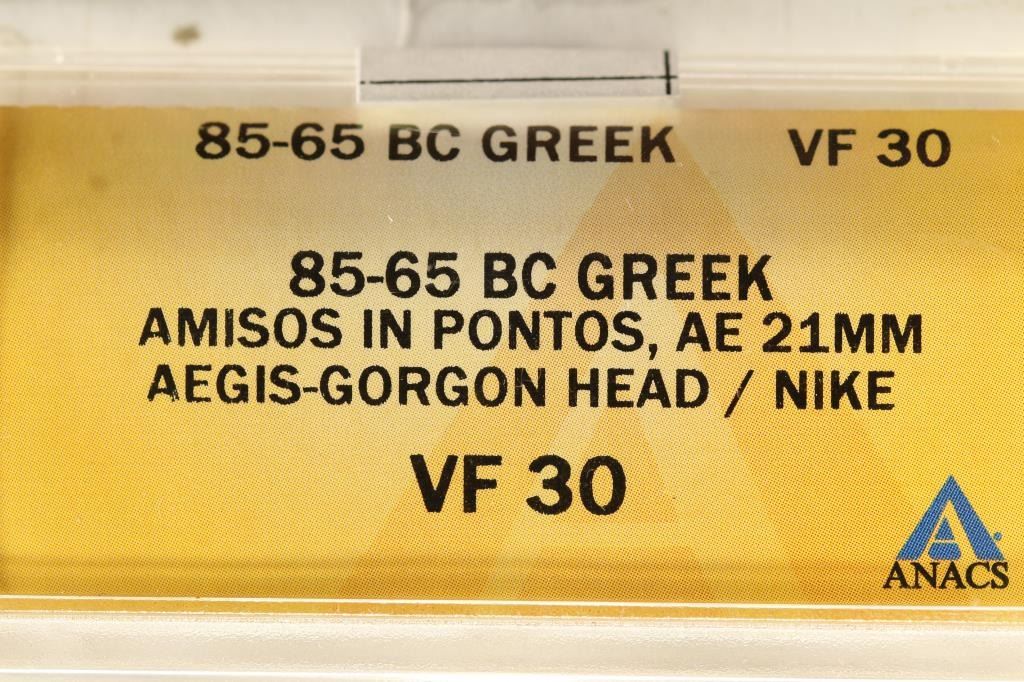 85-65 BC GREEK VF 30
85-65 BC GREEK
AMISOS IN PONTOS, AE 21MM
AEGIS-GORGON HEAD / NIKE
VF 30
ANACS